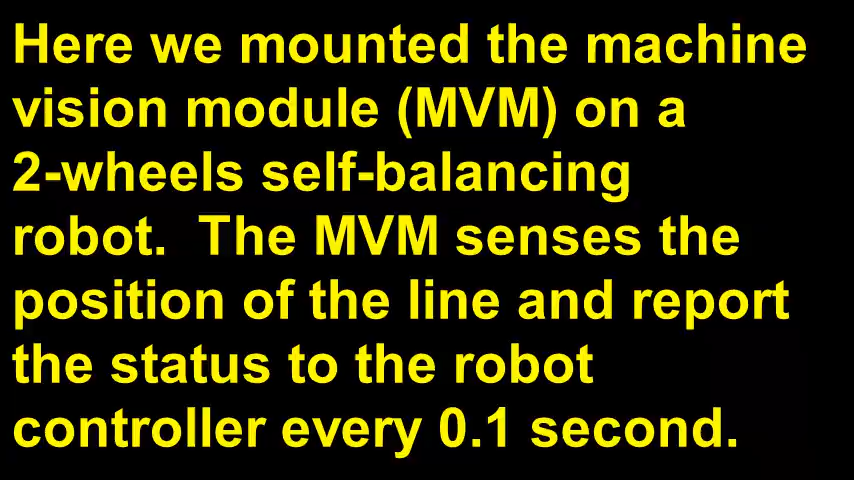 Here we mounted the machine
vision module (MVM) on a
2-wheels self-balancing
robot.  The MVM senses the
position of the line and report
the status to the robot
controller every 0.1 second.